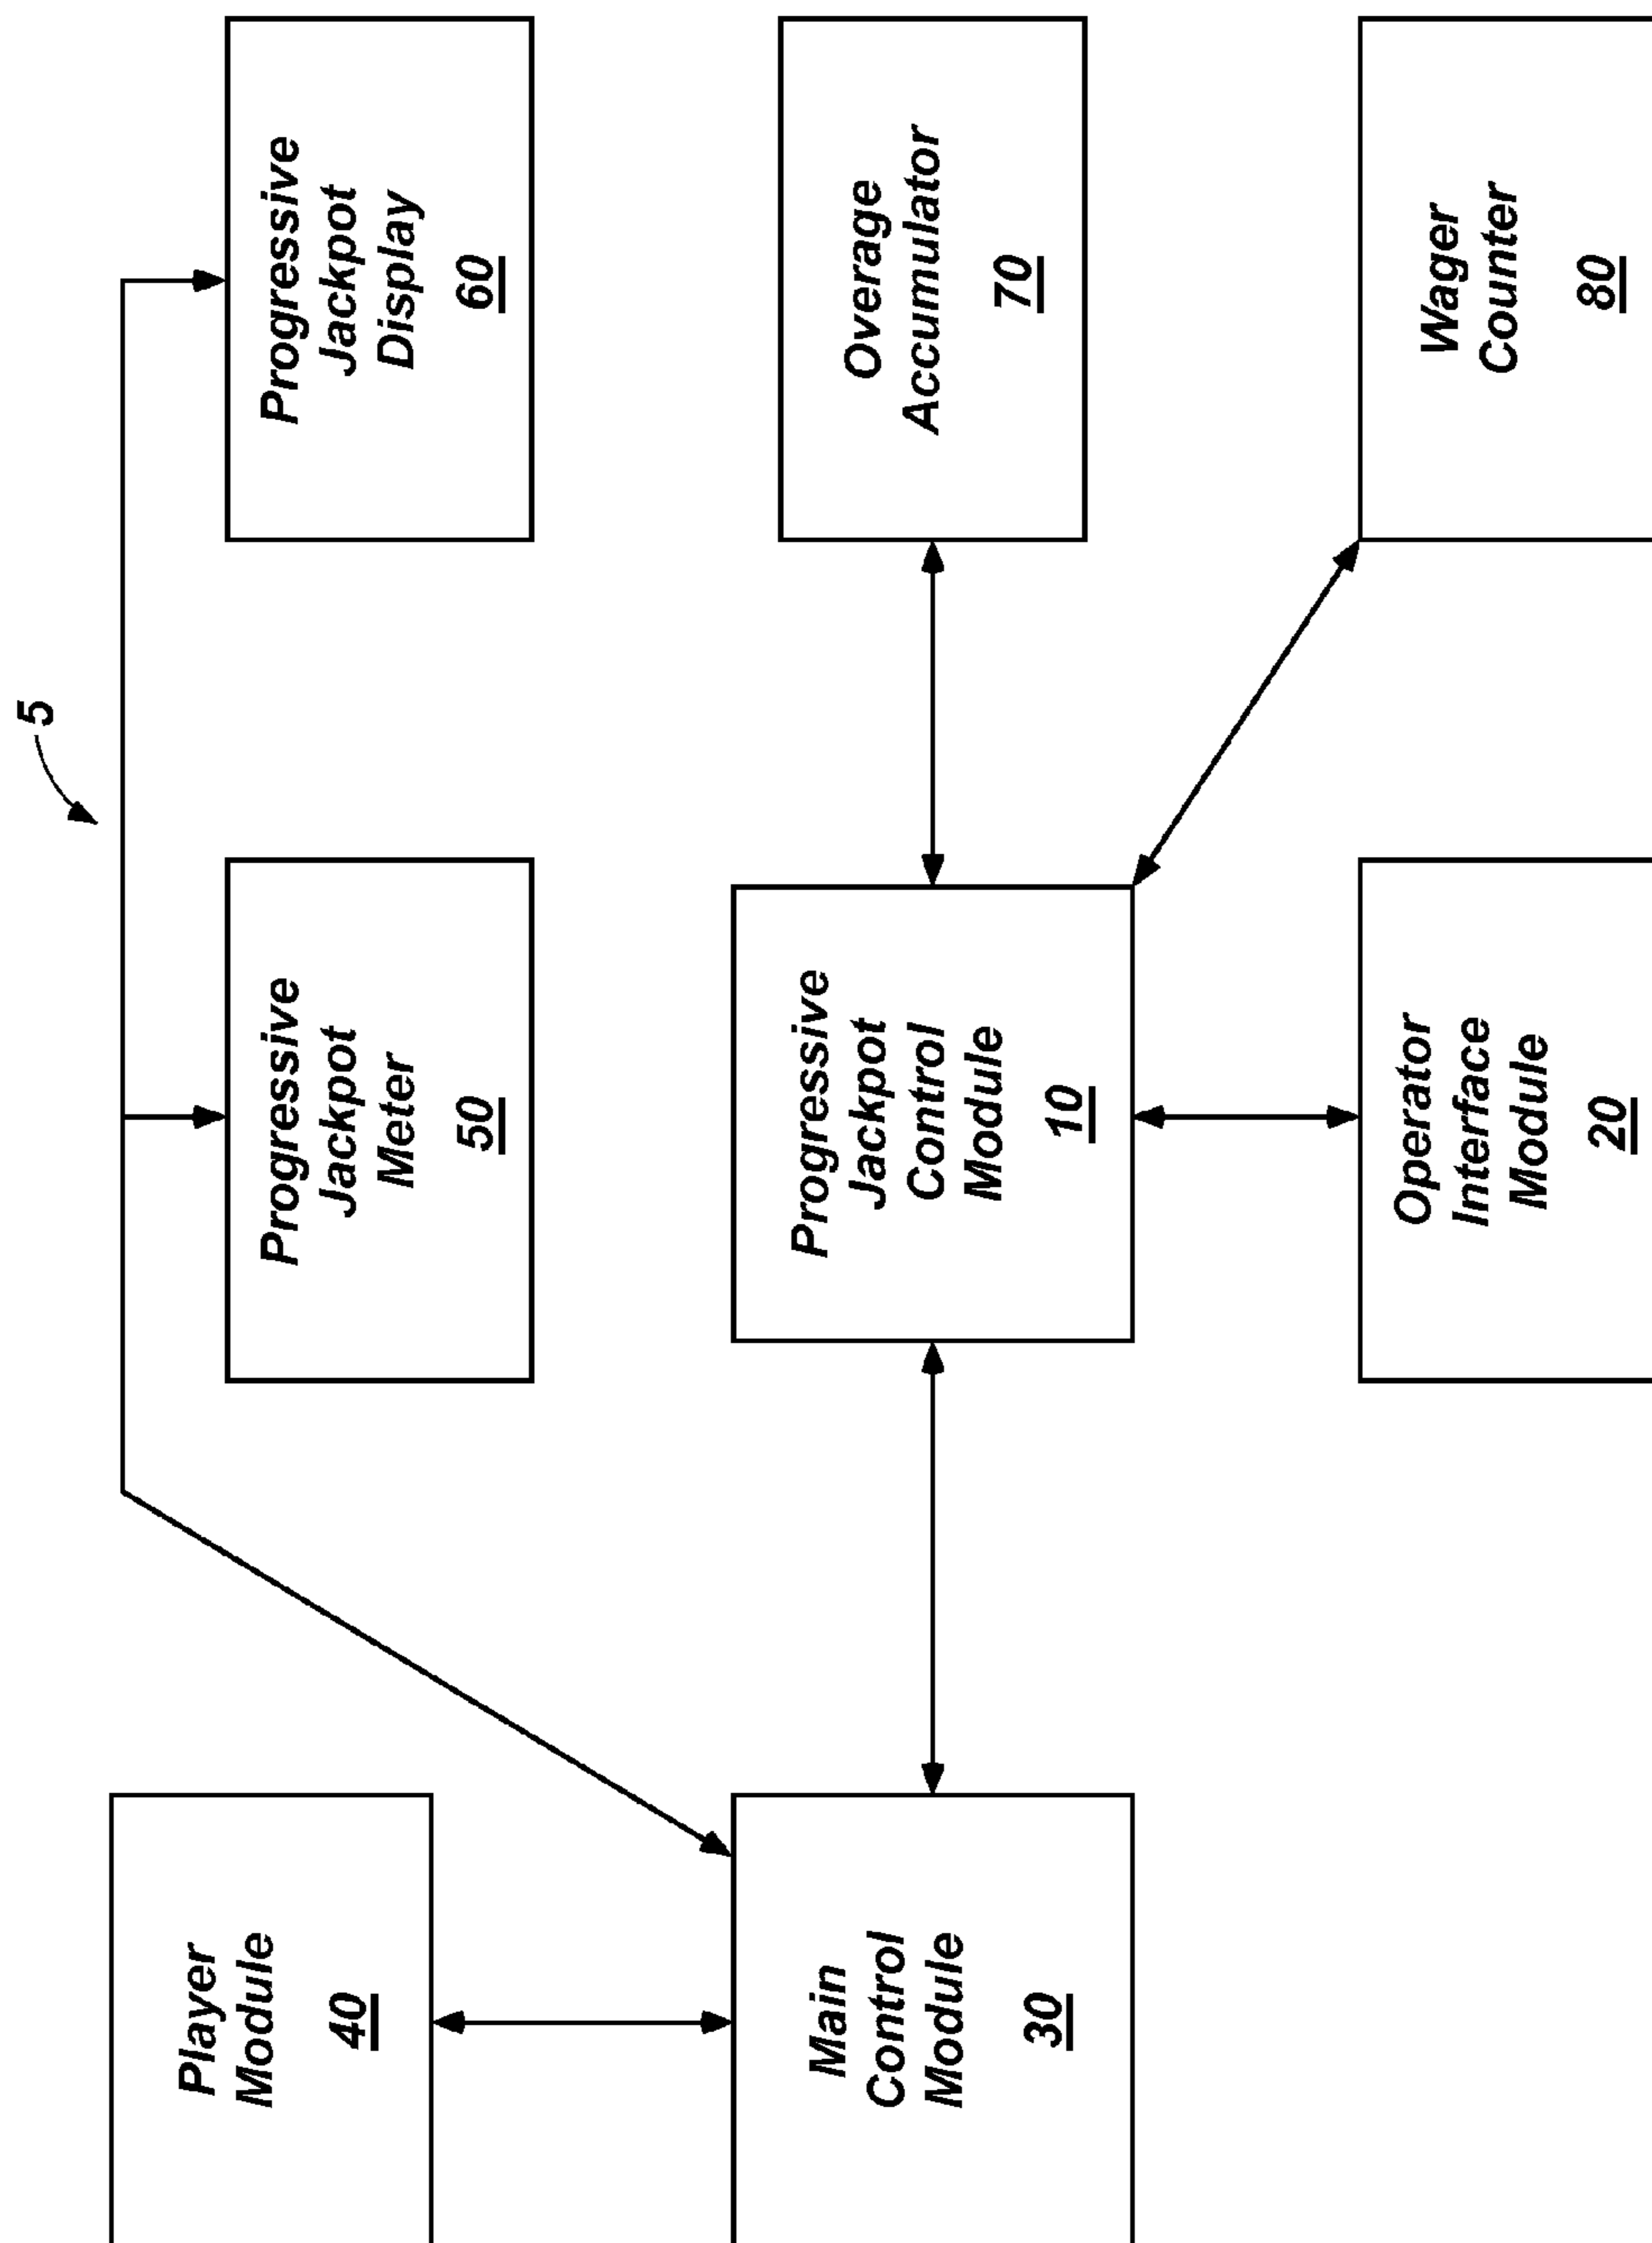 5
Player
Module
40
Progressive
Jackpot
Meter
50
Progressive
Jackpot
Display
60
Main
Control
Module
30
Progressive
Jackpot
Control
Module
10
Overage
Accumulator
70
Operator
Interface
Module
20
Wager
Counter
80